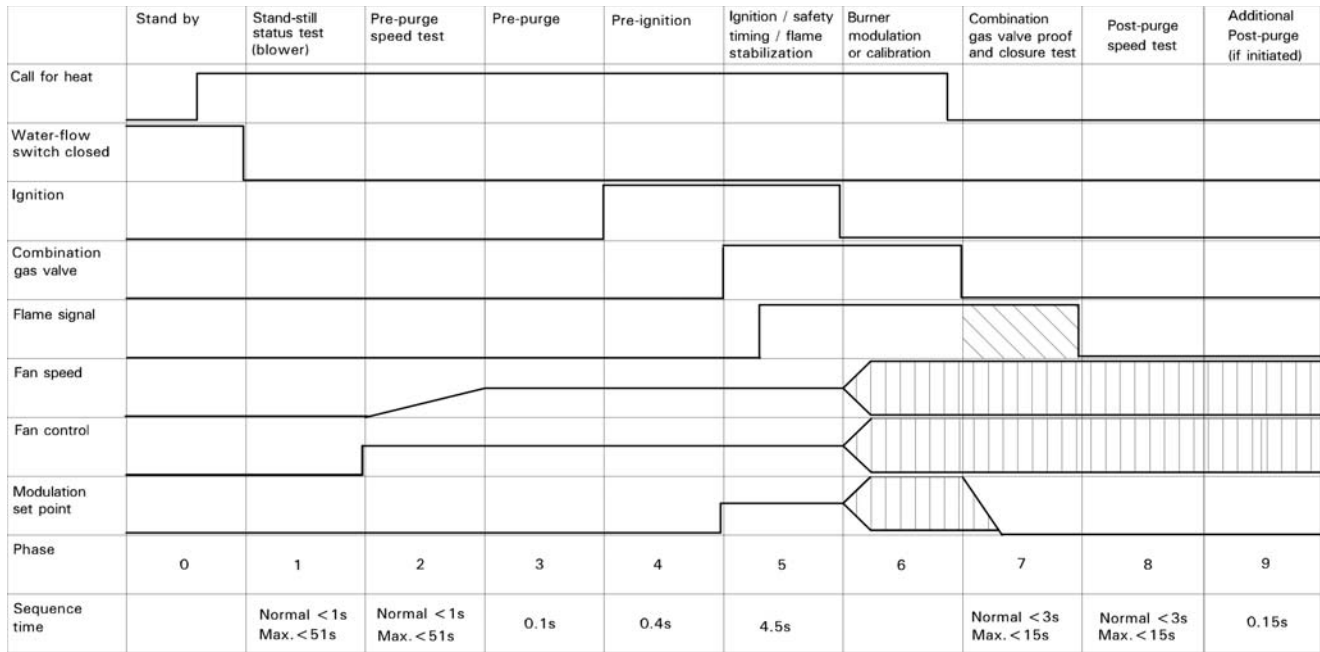 Stand by
Stand-still
status test
(blower)
Pre-purge
speed test
Pre-purge
Pre-ignition
Ignition / safety
timing / flame
stabilization
Burner
modulation
or calibration
Combination
gas valve proof
and closure test
Post-purge
speed test
Additional
Post-purge
(if initiated)
Call for heat
Water-flow
switch closed
Ignition
Combination
gas valve
Flame signal
Fan speed
Fan control
Modulation
set point
Phase
0
1
2
3
4
5
6
7
8
9
Sequence
time
Normal <1s
Max.<51s
Normal <1s
Max.<51s
0.1s
0.4s
4.5s
Normal <3s
Max.<15s
Normal <3s
Max.<15s
0.15s